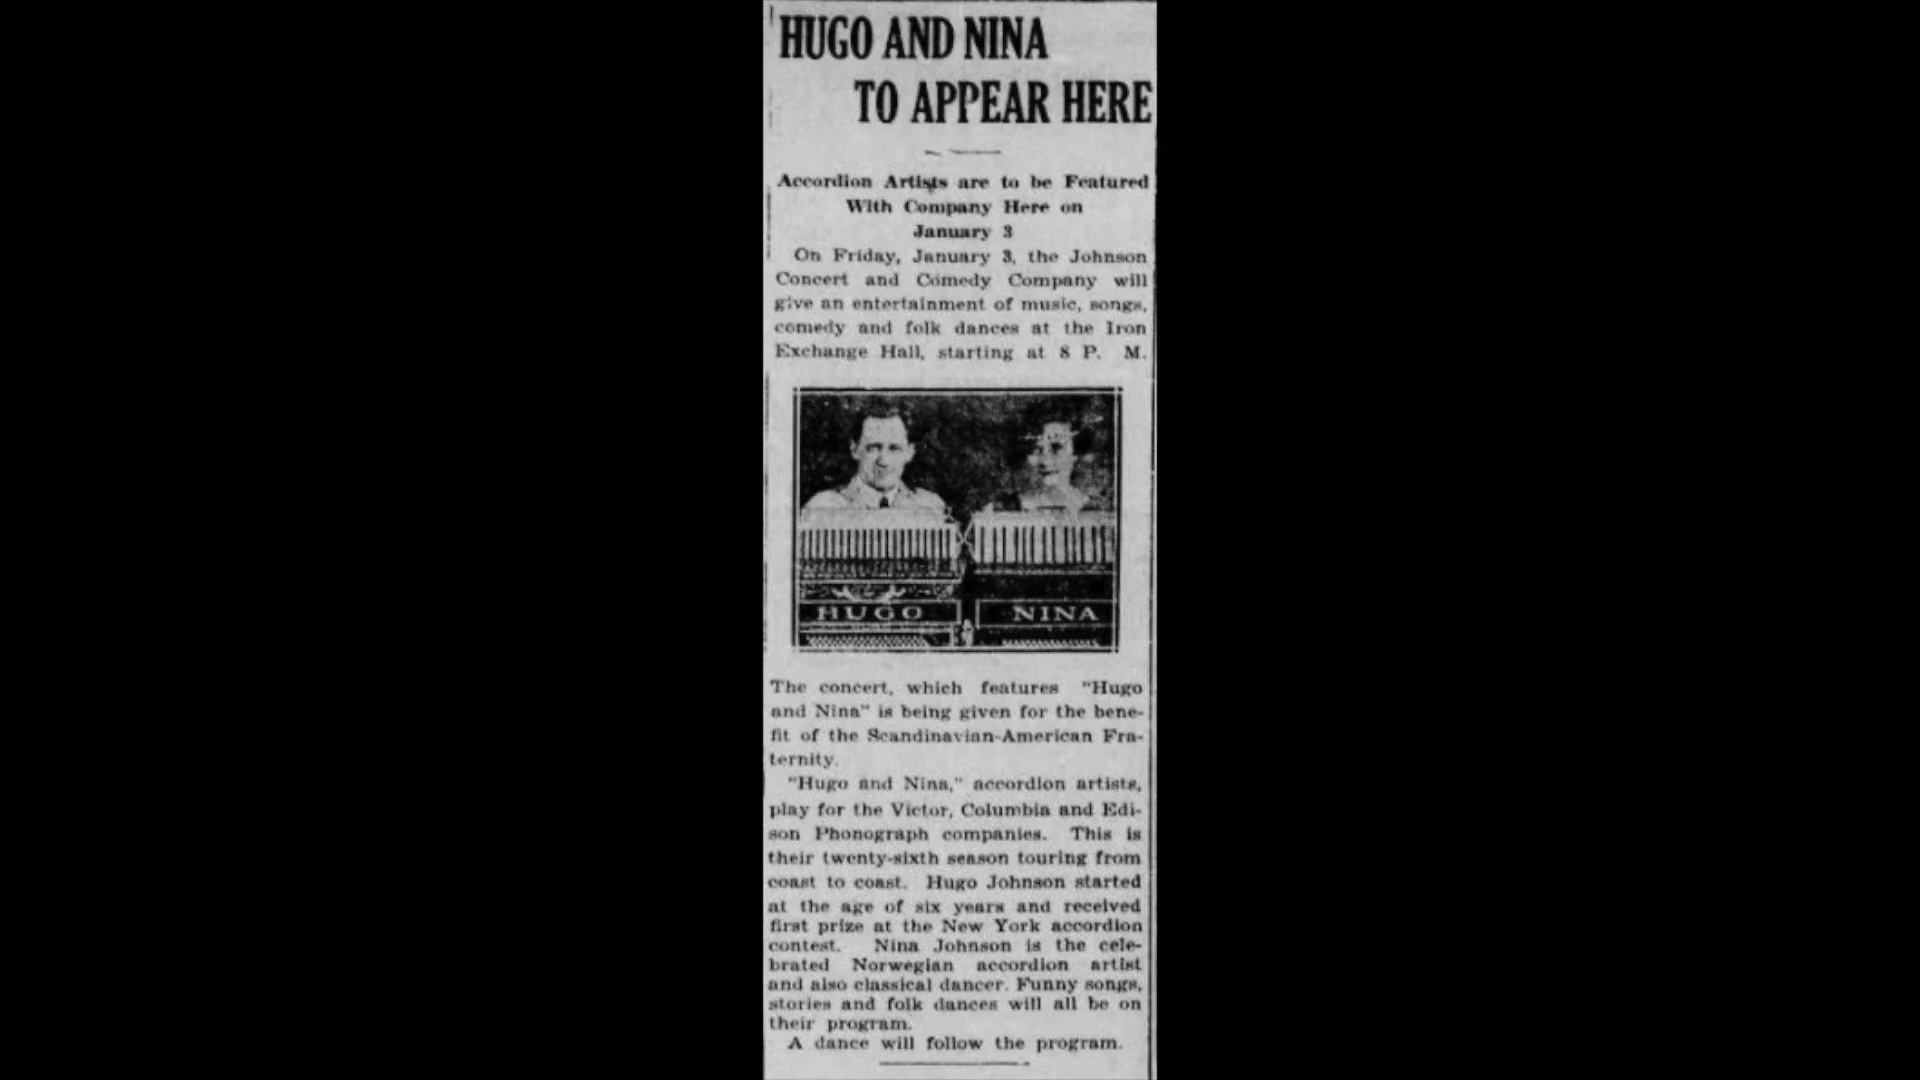 HUGO AND NINA
TO APPEAR HERE
Accordion Artists are to be Featured
With Company Here on
January 3
On Friday, January 3, the Johnson
Concert and Comedy Company will
give an entertainment of music, songs,
comedy and folk dances at the Iron
Exchange Hall, starting at 8 P. M.
HUGO NINA
The concert, which features "Hugo
and Nina" is being given for the bene-
fit of the Scandinavian-American Fra-
ternity.
"Hugo and Nina," accordion artists,
play for the Victor, Columbia and Edi-
son Phonograph companies. This is
their twenty-sixth season touring from
coast to coast. Hugo Johnson started
at the age of six years and received
first prize at the New York accordion
contest. Nina Johnson is the cele-
brated Norwegian accordion artist
and also classical dancer. Funny songs,
stories and folk dances will all be on
their program.
A dance will follow the program.